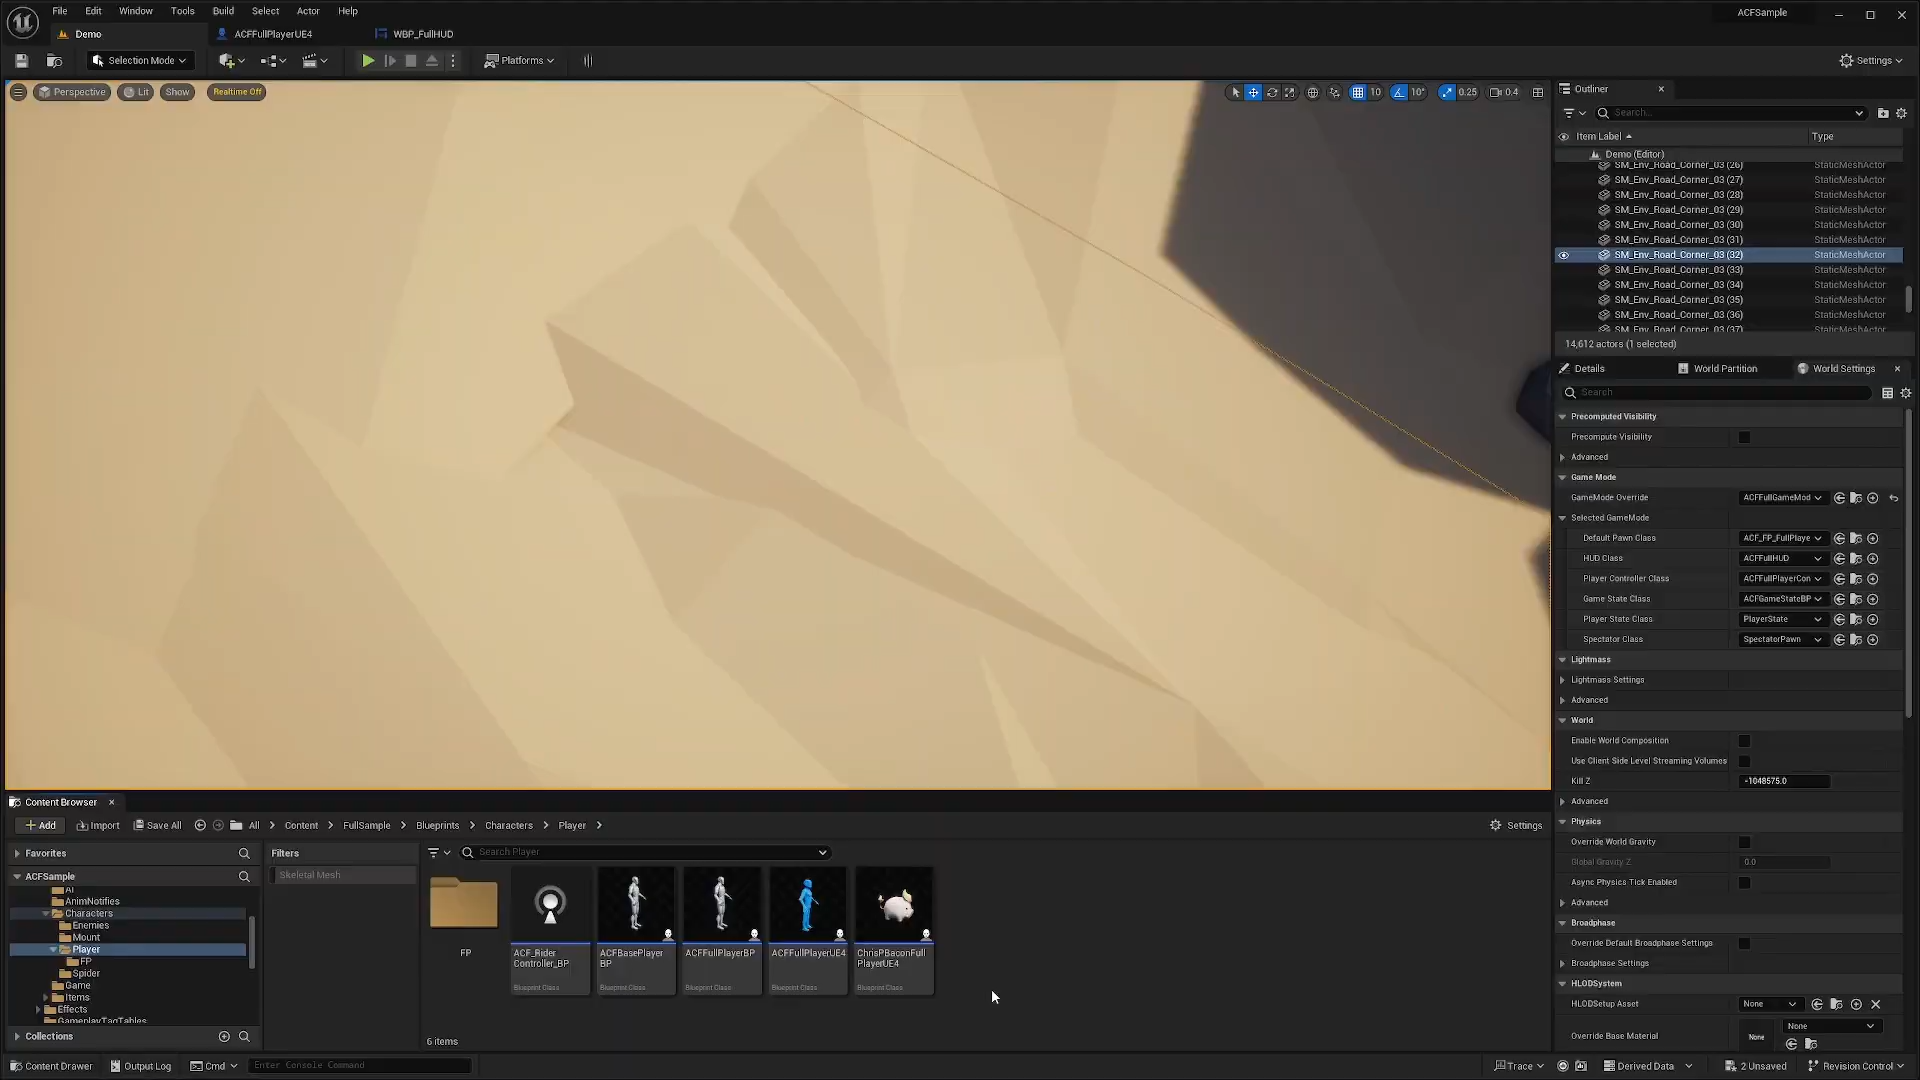 File Edit Window Tools Build Select Actor Help
ACFSample
Demo
ACFFullPlayerUE4
WBP_FullHUD
Selection Mode
Platforms
Settings
Perspective
Lit
Show
Realtime Off
10
10°
0.25
0.4
Outliner
Search...
Item Label
Type
Demo (Editor)
SM_Env_Road_Corner_03 (26) StaticMeshActor
SM_Env_Road_Corner_03 (27) StaticMeshActor
SM_Env_Road_Corner_03 (28) StaticMeshActor
SM_Env_Road_Corner_03 (29) StaticMeshActor
SM_Env_Road_Corner_03 (30) StaticMeshActor
SM_Env_Road_Corner_03 (31) StaticMeshActor
SM_Env_Road_Corner_03 (32) StaticMeshActor
SM_Env_Road_Corner_03 (33) StaticMeshActor
SM_Env_Road_Corner_03 (34) StaticMeshActor
SM_Env_Road_Corner_03 (35) StaticMeshActor
SM_Env_Road_Corner_03 (36) StaticMeshActor
SM_Env_Road_Corner_03 (37) StaticMeshActor
14,612 actors (1 selected)
Details
World Partition
World Settings
Search
Precomputed Visibility
Precompute Visibility
Advanced
Game Mode
GameMode Override ACFFullGameMod
Selected GameMode
Default Pawn Class ACF_FP_FullPlaye
HUD Class ACFFullHUD
Player Controller Class ACFFullPlayerCon
Game State Class ACFGameStateBP
Player State Class PlayerState
Spectator Class SpectatorPawn
Lightmass
Lightmass Settings
Advanced
World
Enable World Composition
Use Client Side Level Streaming Volumes
Kill Z -1048575.0
Advanced
Physics
Override World Gravity
Global Gravity Z 0.0
Async Physics Tick Enabled
Advanced
Broadphase
Override Default Broadphase Settings
Broadphase Settings
HLODSystem
HLODSetup Asset None
Override Base Material None None
Content Browser
Add
Import
Save All
All
Content
FullSample
Blueprints
Characters
Player
Settings
Favorites
ACFSample
AI
AnimNotifies
Characters
Enemies
Mount
Player
FP
Spider
Game
Items
Effects
GameplayTagTables
Collections
Filters
Skeletal Mesh
Search Player
FP
ACF_Rider
Controller_BP
Blueprint Class
ACFBasePlayer
BP
Blueprint Class
ACFFullPlayerBP
Blueprint Class
ACFFullPlayerUE4
Blueprint Class
ChrisPBaconFull
PlayerUE4
Blueprint Class
6 items
Content Drawer
Output Log
Cmd
Enter Console Command
Trace
Derived Data
2 Unsaved
Revision Control